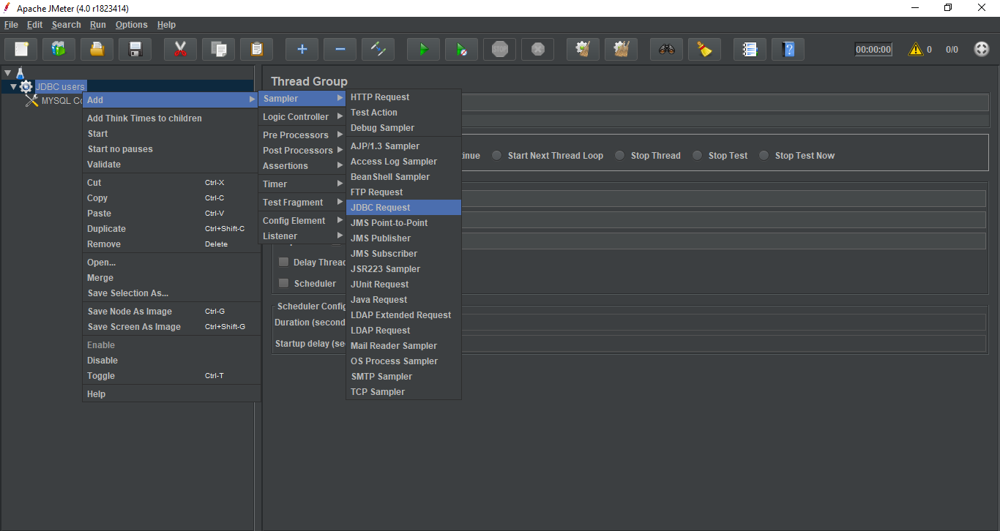 Apache JMeter (4.0 r1823414)
File Edit Search Run Options Help
STOP
00:00:00 0 0/0
JDBC users
MYSQL
Add
Add Think Times to children
Start
Start no pauses
Validate
Cut Ctrl-X
Copy Ctrl-C
Paste Ctrl-V
Duplicate Ctrl+Shift-C
Remove Delete
Open...
Merge
Save Selection As...
Save Node As Image Ctrl-G
Save Screen As Image Ctrl+Shift-G
Enable
Disable
Toggle Ctrl-T
Help
Sampler
Logic Controller
Pre Processors
Post Processors
Assertions
Timer
Test Fragment
Config Element
Listener
HTTP Request
Test Action
Debug Sampler
AJP/1.3 Sampler
Access Log Sampler
BeanShell Sampler
FTP Request
JDBC Request
JMS Point-to-Point
JMS Publisher
JMS Subscriber
JSR223 Sampler
JUnit Request
Java Request
LDAP Extended Request
LDAP Request
Mail Reader Sampler
OS Process Sampler
SMTP Sampler
TCP Sampler
Thread Group
inue Start Next Thread Loop Stop Thread Stop Test Stop Test Now
Delay Threa
Scheduler
Scheduler Config
Duration (second
Startup delay (se